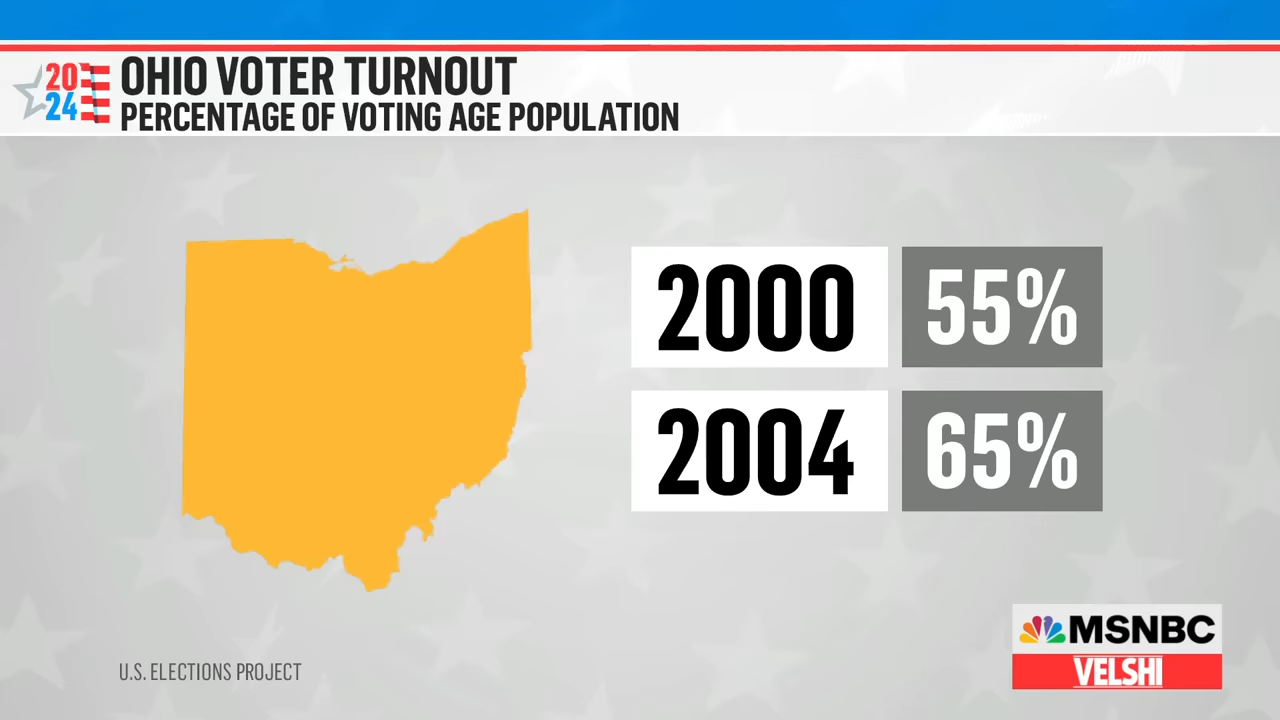 2024
OHIO VOTER TURNOUT
PERCENTAGE OF VOTING AGE POPULATION
2000 55%
2004 65%
U.S. ELECTIONS PROJECT
MSNBC
VELSHI